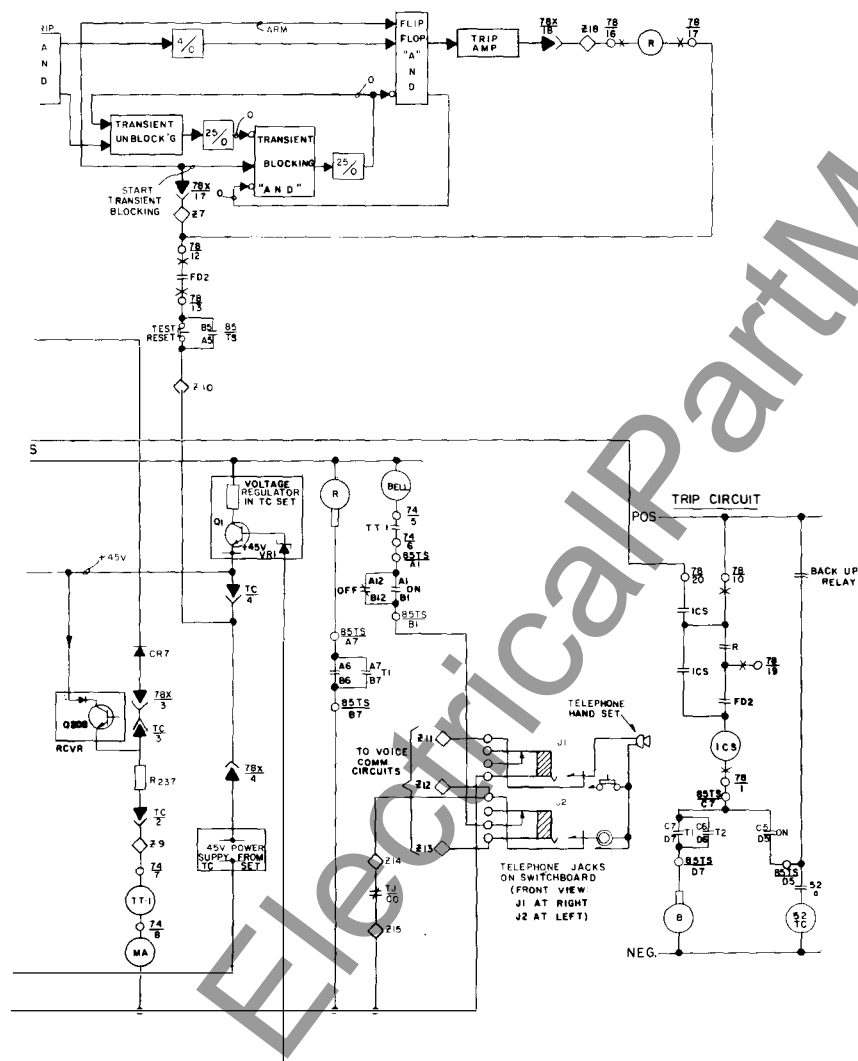 RIP
A
N
D
4/0
ARM
FLIP
FLOP
"A"
N
D
TRIP
AMP
78X
18
Z18
78
16
R
78
17
0
TRANSIENT
UNBLOCK'G
25/0
0
TRANSIENT
BLOCKING
"AND"
25/0
0
START
TRANSIENT
BLOCKING
78X
17
Z7
78
12
FD2
78
13
TEST
RESET
B5
A5
85
TS
Z10
S
VOLTAGE
REGULATOR
IN TC SET
Q1
+45V
VR1
R
BELL
74
5
TT1
74
6
85TS
A1
OFF
A12
B12
A1
B1
ON
85TS
B1
+45V
TC
4
CR7
78X
3
TC
3
RCVR
R237
TC
2
Z9
74
7
TT-1
74
8
MA
78X
4
45V POWER
SUPPLY FROM
TC SET
85TS
A7
A6
B6
A7
B7
T1
85TS
B7
TO VOICE
COMM
CIRCUITS
Z11
Z12
Z13
Z14
TJ
CO
Z15
J1
J2
TELEPHONE
HAND SET
TELEPHONE JACKS
ON SWITCHBOARD
(FRONT VIEW
J1 AT RIGHT
J2 AT LEFT)
TRIP CIRCUIT
POS.
78
20
78
10
BACK UP
RELAY
ICS
R
ICS
78
19
FD2
ICS
78
1
85TS
C7
C7
D7
T1
C6
D6
T2
C5
D5
ON
85TS
D7
85TS
D5
52
a
B
52
TC
NEG.
ElectricalPartM